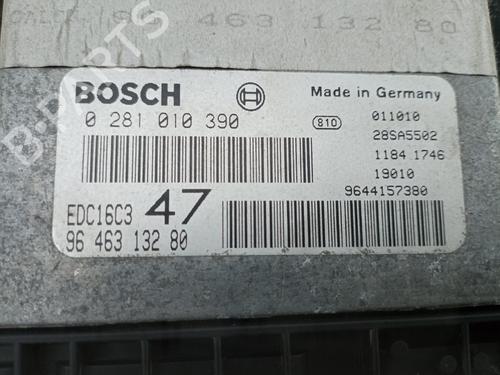 463 132 80
B-PARTS
BOSCH
Made in Germany
0 281 010 390
810
011010
28SA5502
1184 1746
19010
9644157380
EDC16C3 47
96 463 132 80